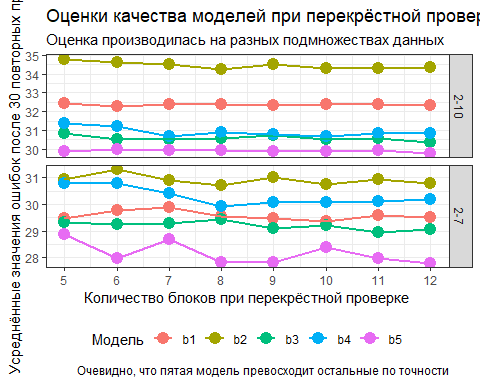 Оценки качества моделей при перекрёстной
Оценка производилась на разных подмножествах данных
Усреднённые значения ошибок после 30 повторных
35
34
33
32
31
30
2-10
31
30
29
28
2-7
5 6 7 8 9 10 11 12
Количество блоков при перекрёстной проверке
Модель b1 b2 b3 b4 b5
Очевидно, что пятая модель превосходит остальные по точности